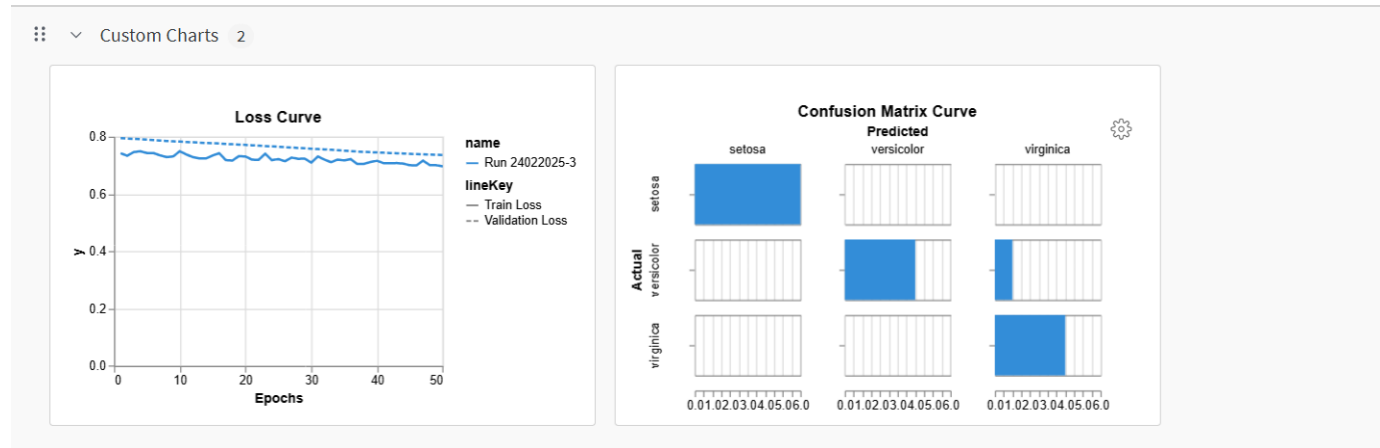 Custom Charts 2
Loss Curve
y
0.8
0.6
0.4
0.2
0.0
0 10 20 30 40 50
Epochs
name
Run 24022025-3
lineKey
Train Loss
Validation Loss
Confusion Matrix Curve
Predicted
setosa versicolor virginica
Actual
setosa
versicolor
virginica
0.01.02.03.04.05.06.0 0.01.02.03.04.05.06.0 0.01.02.03.04.05.06.0